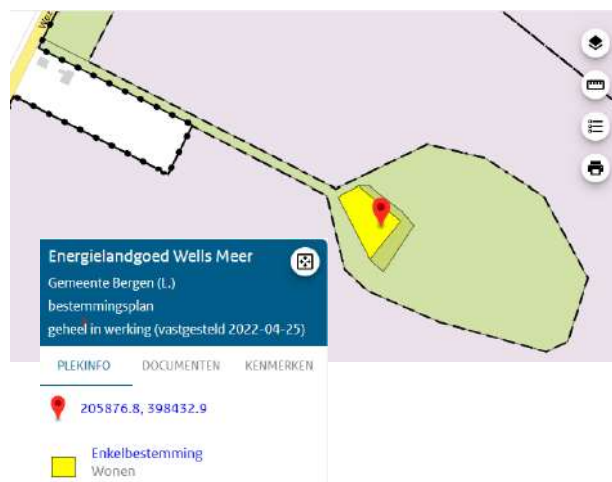 Energielandgoed Wells Meer
Gemeente Bergen (L.)
bestemmingsplan
geheel in werking (vastgesteld 2022-04-25)
PLEKINFO DOCUMENTEN KENMERKEN
205876.8, 398432.9
Enkelbestemming
Wonen